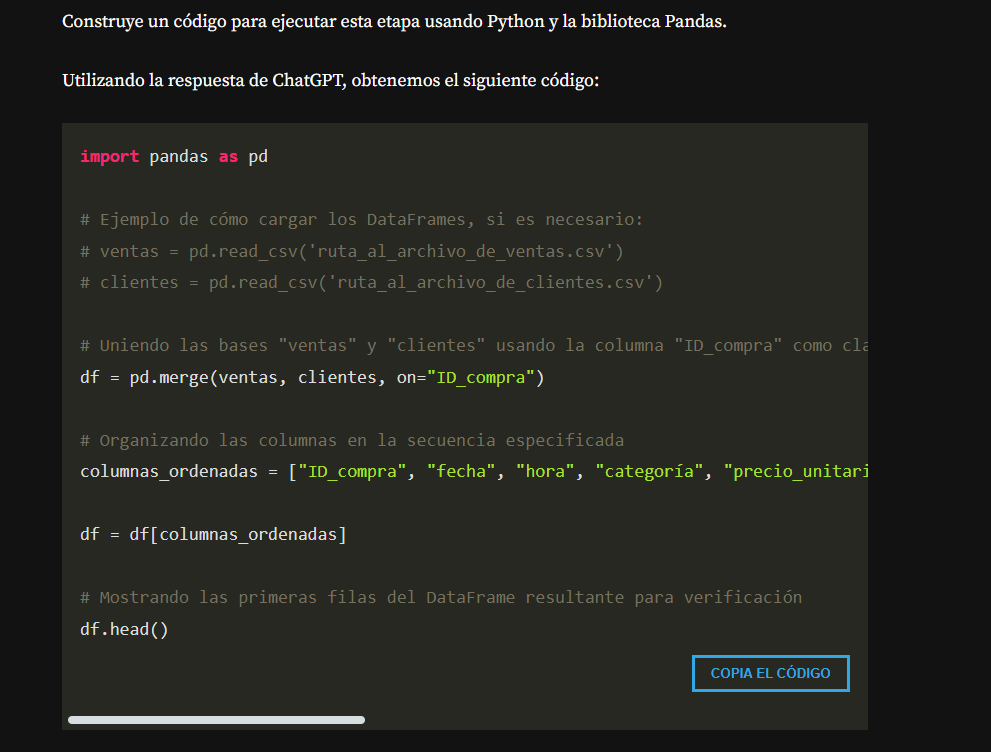 Construye un código para ejecutar esta etapa usando Python y la biblioteca Pandas.
Utilizando la respuesta de ChatGPT, obtenemos el siguiente código:
import pandas as pd
# Ejemplo de cómo cargar los DataFrames, si es necesario:
# ventas = pd.read_csv('ruta_al_archivo_de_ventas.csv')
# clientes = pd.read_csv('ruta_al_archivo_de_clientes.csv')
# Uniendo las bases "ventas" y "clientes" usando la columna "ID_compra" como cla
df = pd.merge(ventas, clientes, on="ID_compra")
# Organizando las columnas en la secuencia especificada
columnas_ordenadas = ["ID_compra", "fecha", "hora", "categoría", "precio_unitari
df = df[columnas_ordenadas]
# Mostrando las primeras filas del DataFrame resultante para verificación
df.head()
COPIA EL CÓDIGO